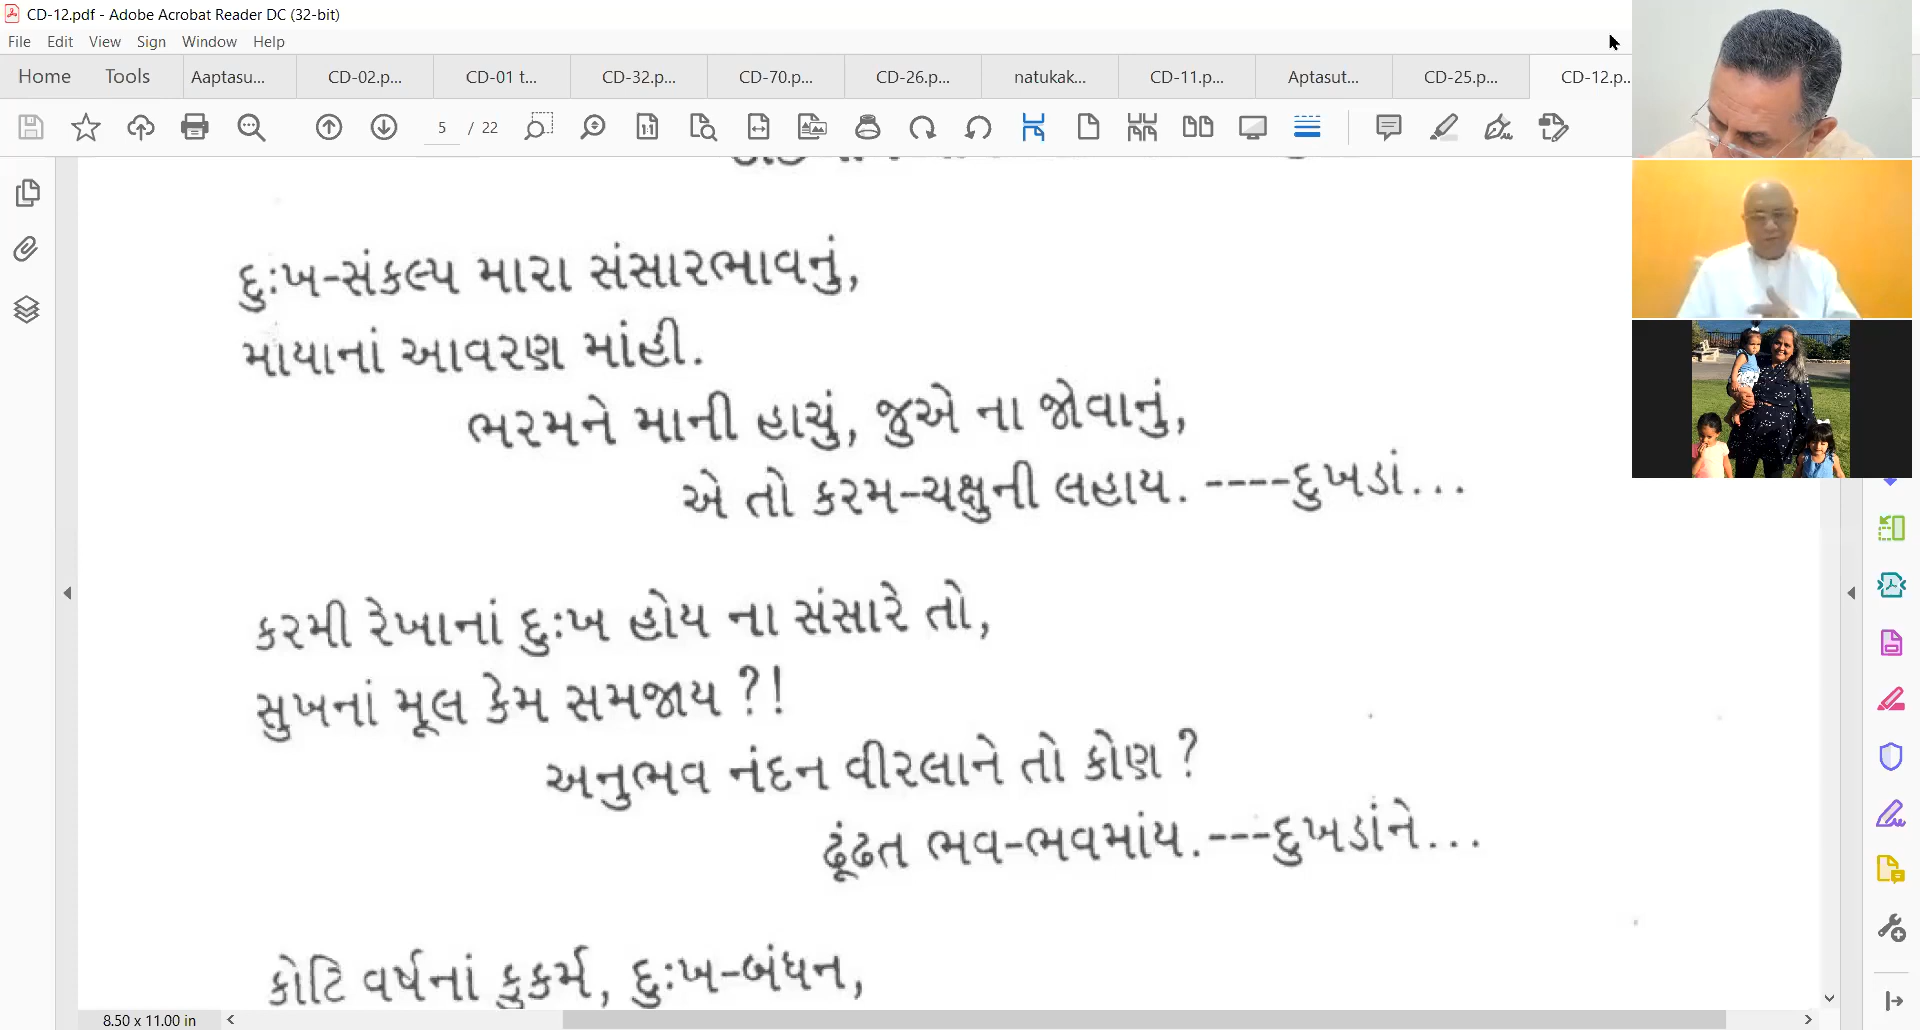 CD-12.pdf - Adobe Acrobat Reader DC (32-bit)
File Edit View Sign Window Help
Home Tools Aaptasu... CD-02.p... CD-01 t... CD-32.p... CD-70.p... CD-26.p... natukak... CD-11.p... Aptasut... CD-25.p... CD-12.p..
5 / 22
દુઃખ-સંકલ્પ મારા સંસારભાવનું,
માયાનાં આવરણ માંહી.
ભરમને માની હાચું, જુએ ના જોવાનું,
એ તો કરમ-ચક્ષુની લહાય. ----દુખડાં...
કરમી રેખાનાં દુઃખ હોય ના સંસારે તો,
સુખનાં મૂલ કેમ સમજાય ?!
અનુભવ નંદન વીરલાને તો કોણ ?
ઢૂંઢત ભવ-ભવમાંય.---દુખડાંને...
કોટિ વર્ષનાં કુકર્મ, દુઃખ-બંધન,
8.50 x 11.00 in